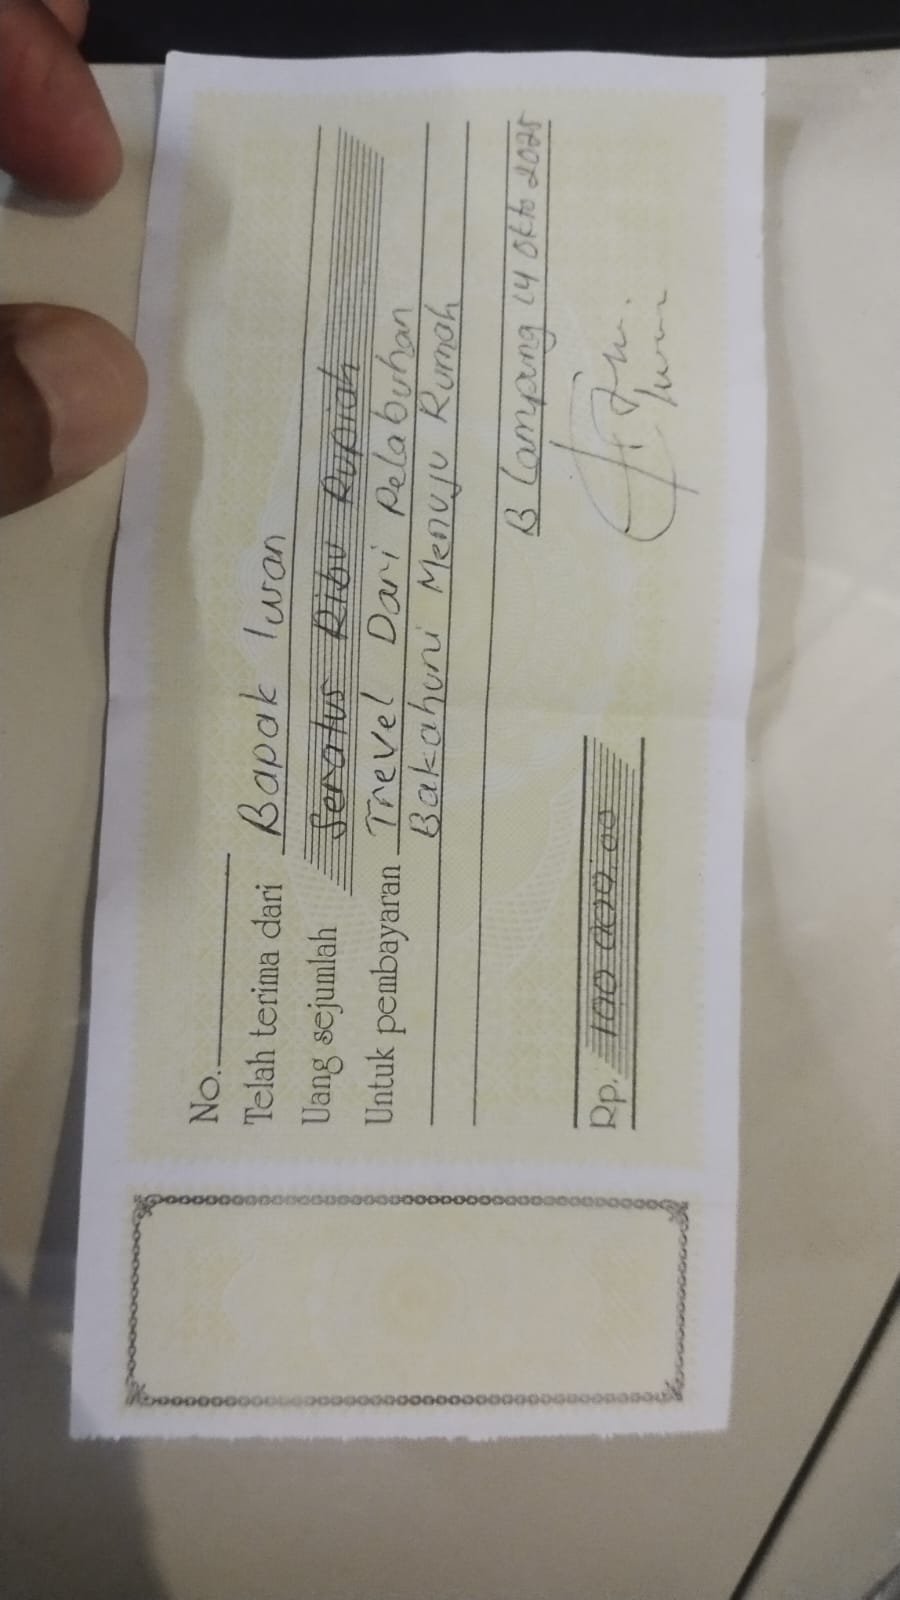 No.
Telah terima dari Bapak Iwan
Uang sejumlah Seratus Ribu Rupiah
Untuk pembayaran Trevel Dari Pelabuhan
Bakahuni Menuju Rumah
B Lampung 14 Okto 2025
Rp. 100.000,00
Iwan